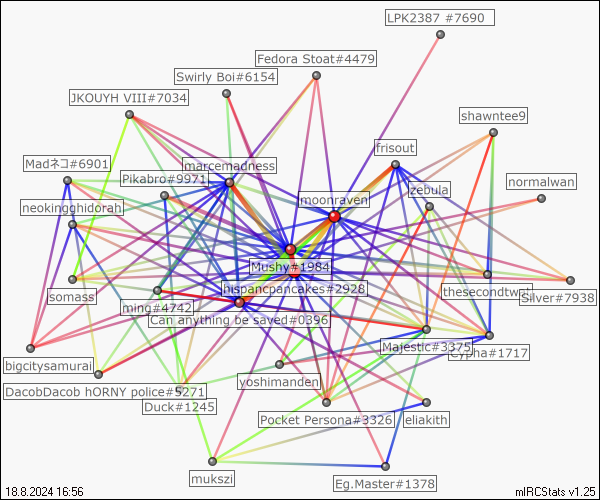 LPK2387 #7690
Fedora Stoat#4479
Swirly Boi#6154
JKOUYH VIII#7034
shawntee9
frisout
Madネコ#6901
marcemadness
Pikabro#9971
zebula
normalwan
moonraven
neokingghidorah
Mushy#1984
hispancpancakes#2928
somass
thesecondtwst
Silver#7938
ming#4742
Can anything be saved#0396
Majestic#3375
Cypha#1717
bigcitysamurai
yoshimanden
DacobDacob hORNY police#5271
Duck#1245
Pocket Persona#3326
eliakith
mukszi
Eg.Master#1378
18.8.2024 16:56
mIRCStats v1.25